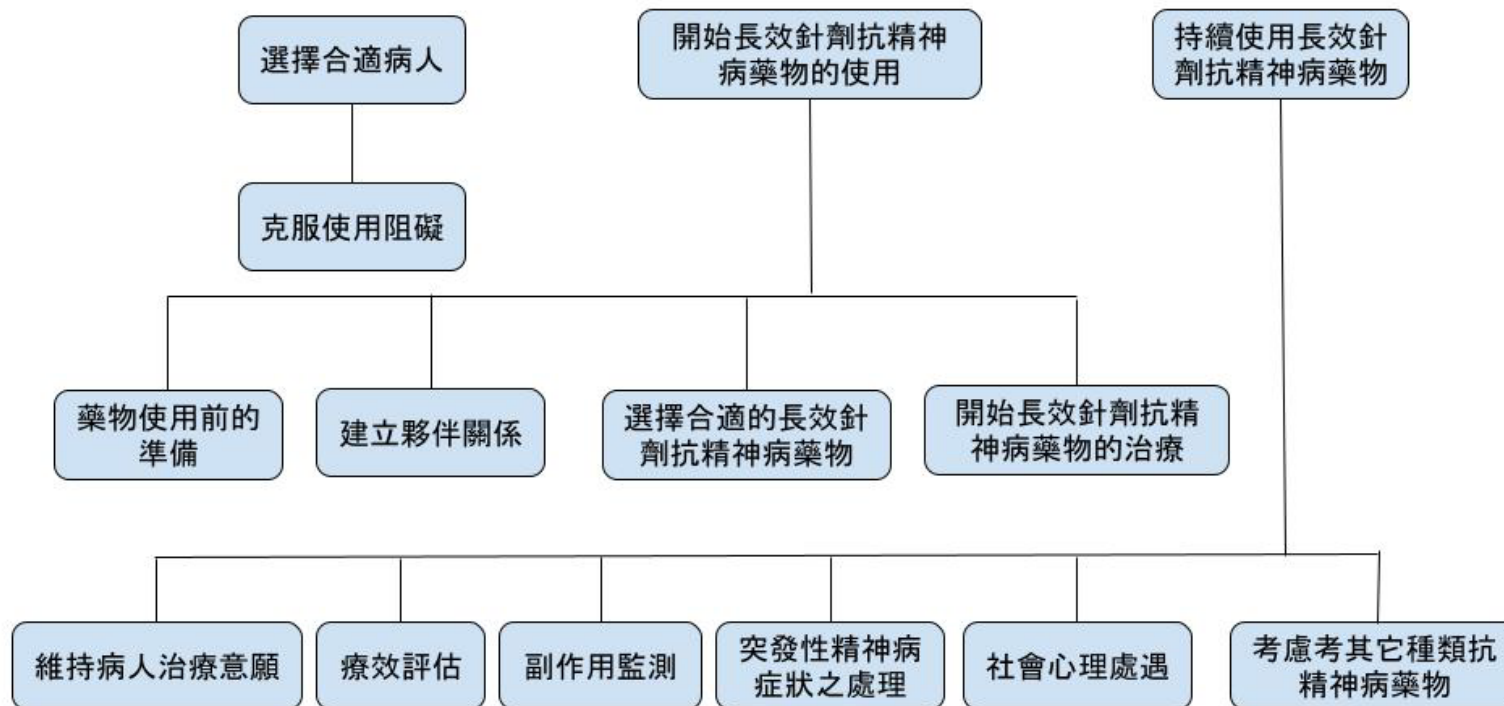 選擇合適病人
開始長效針劑抗精神
病藥物的使用
持續使用長效針
劑抗精神病藥物
克服使用阻礙
藥物使用前的
準備
建立夥伴關係
選擇合適的長效針
劑抗精神病藥物
開始長效針劑抗精
神病藥物的治療
維持病人治療意願
療效評估
副作用監測
突發性精神病
症狀之處理
社會心理處遇
考慮考其它種類抗
精神病藥物